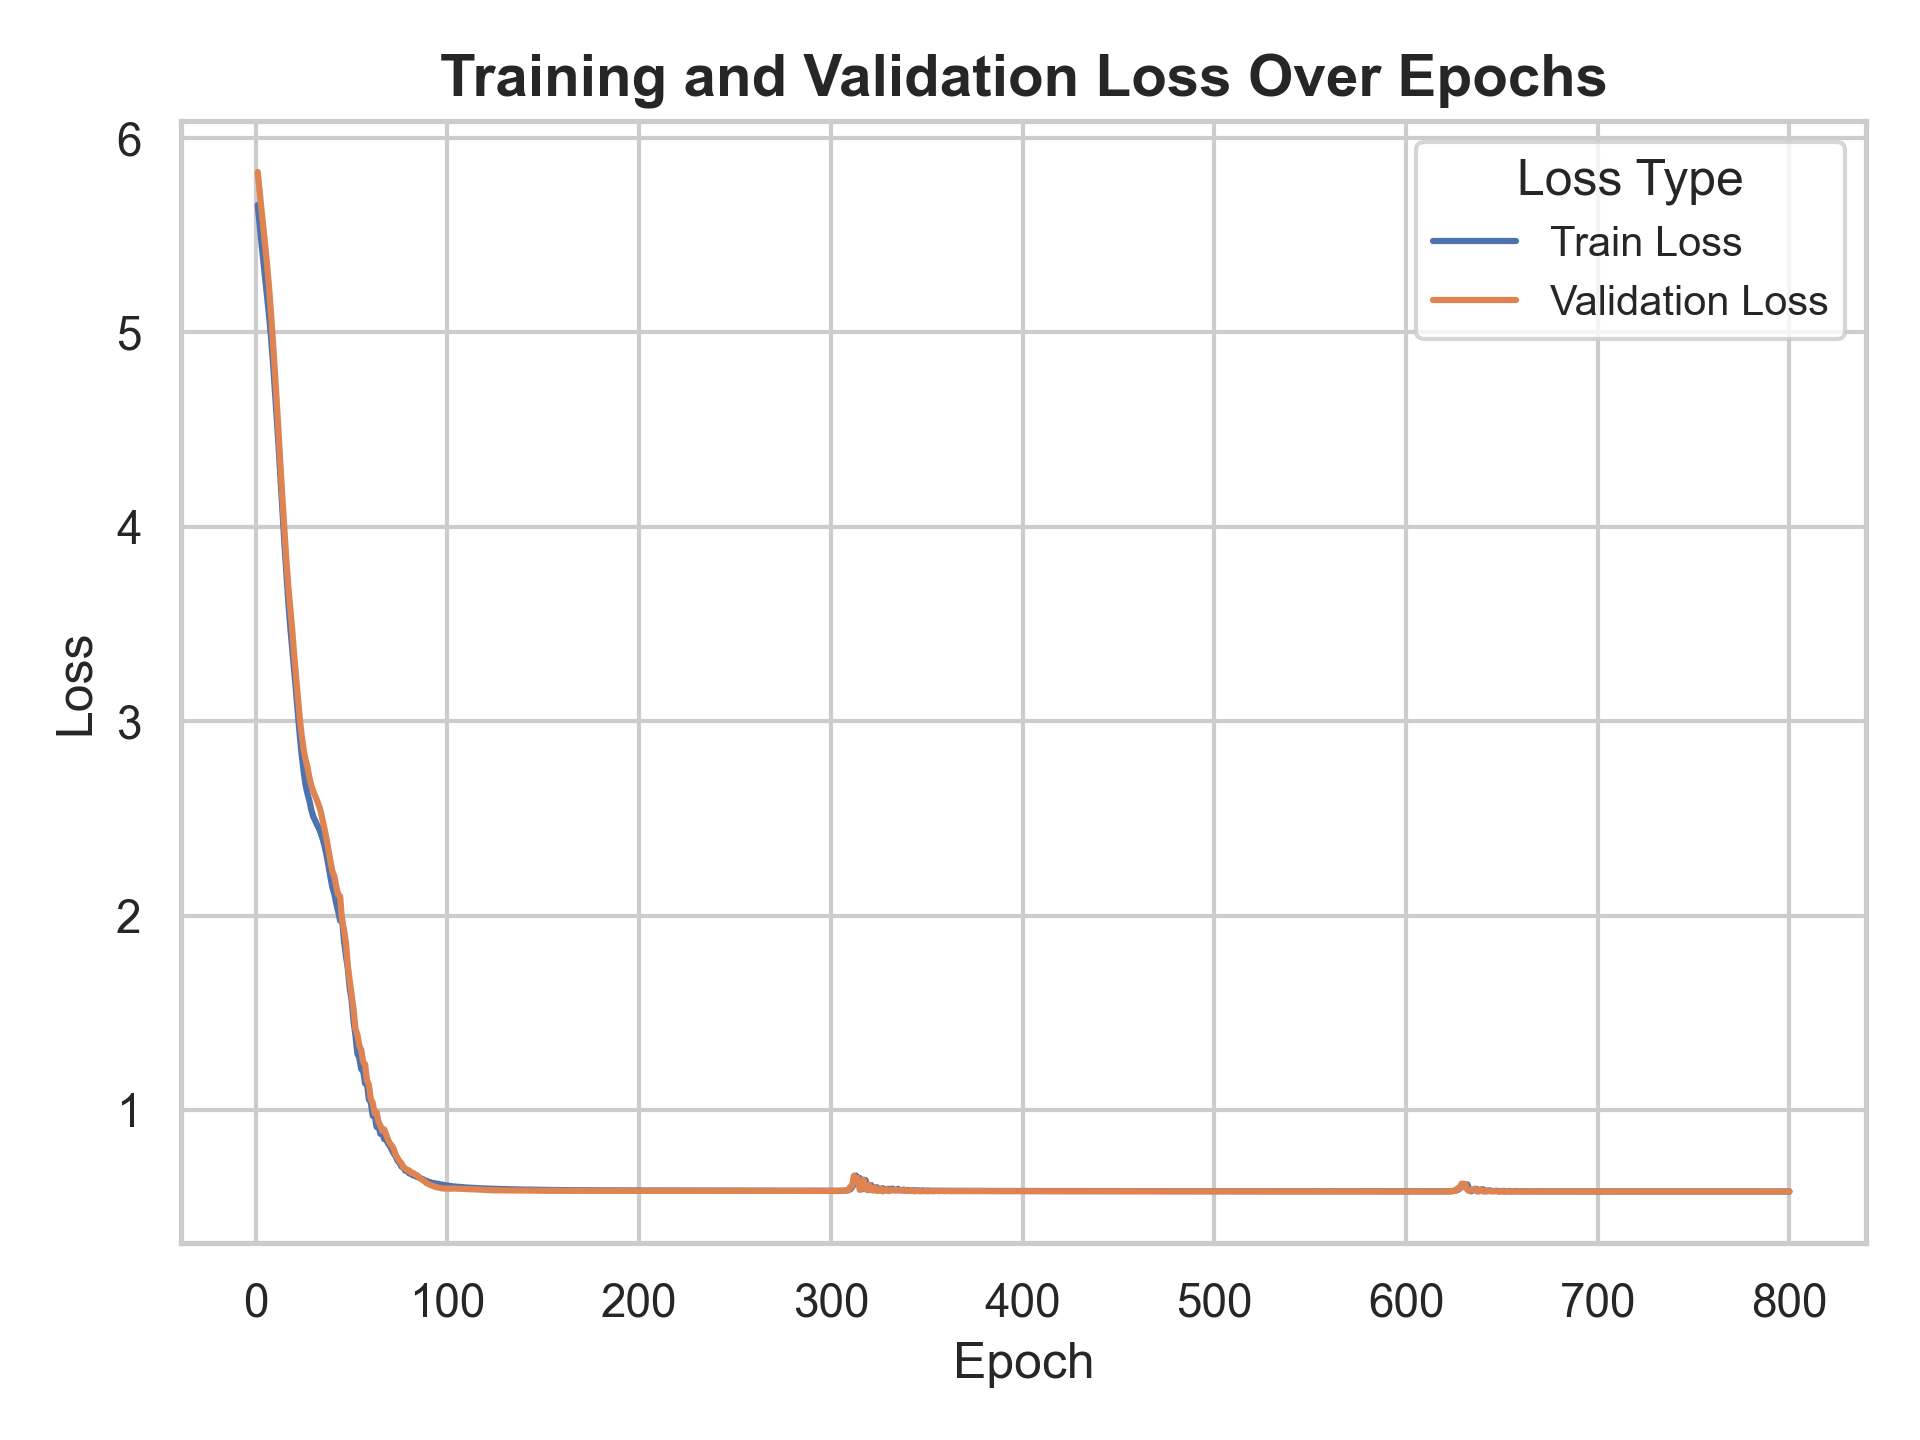 Training and Validation Loss Over Epochs
6
5
4
3
2
1
Loss
Loss Type
Train Loss
Validation Loss
0 100 200 300 400 500 600 700 800
Epoch